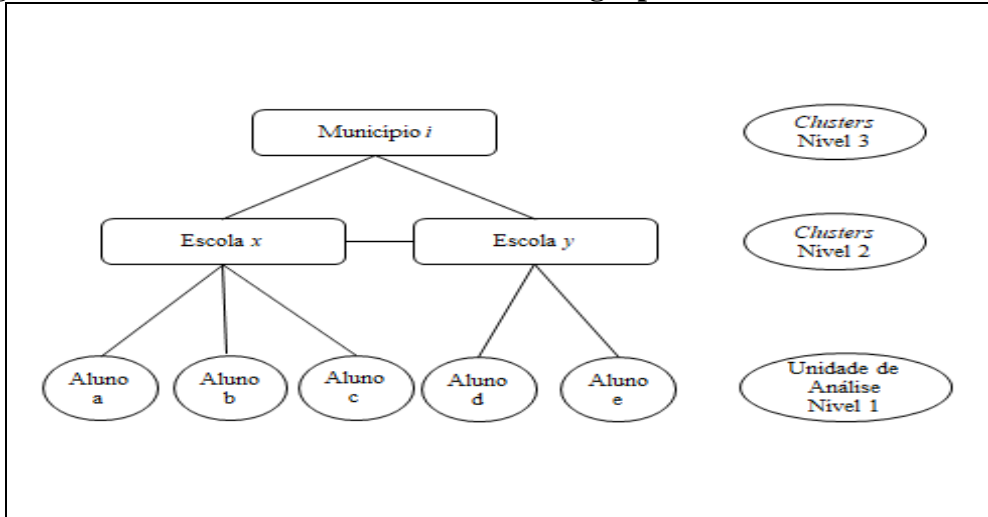 Município i
Clusters
Nível 3
Escola x
Escola y
Clusters
Nível 2
Aluno
a
Aluno
b
Aluno
c
Aluno
d
Aluno
e
Unidade de
Análise
Nível 1